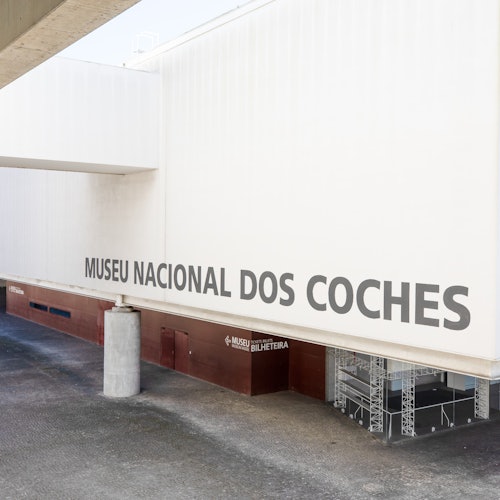 MUSEU NACIONAL DOS COCHES
MUSEU
BILHETEIRA